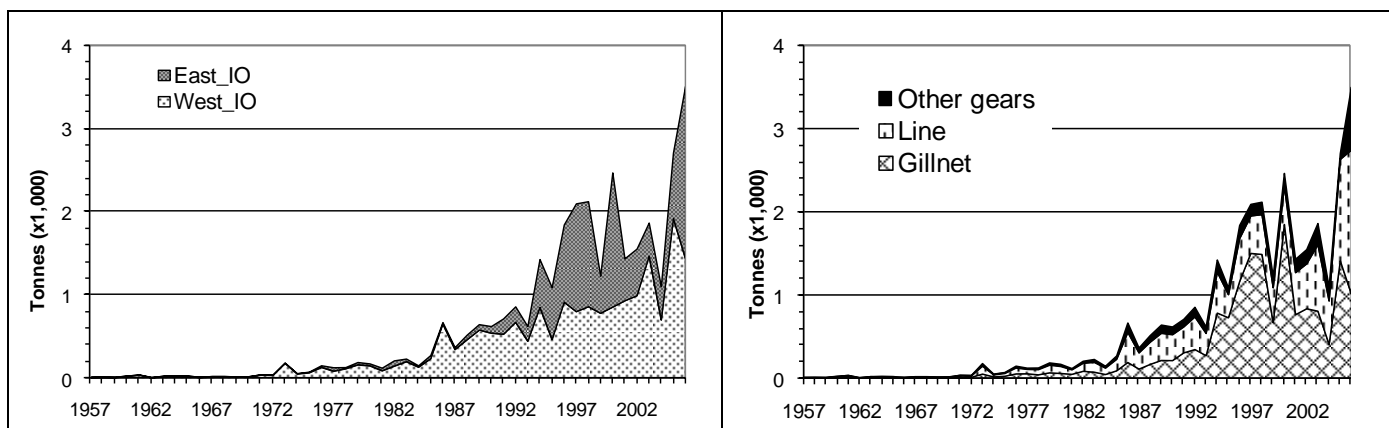 4
3
2
1
0
Tonnes (x1,000)
East_IO
West_IO
1957 1962 1967 1972 1977 1982 1987 1992 1997 2002
4
3
2
1
0
Tonnes (x1,000)
Other gears
Line
Gillnet
1957 1962 1967 1972 1977 1982 1987 1992 1997 2002